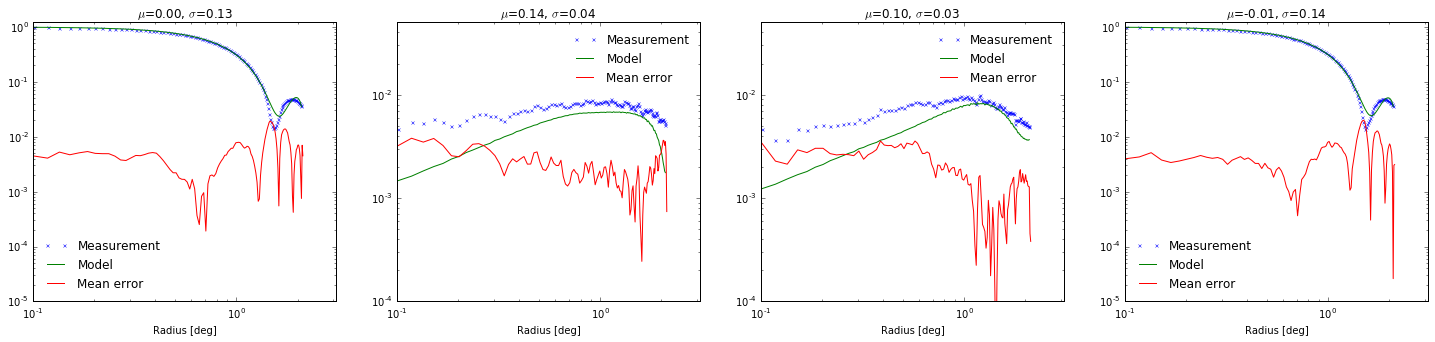 μ=0.00, σ=0.13
10⁰
10⁻¹
10⁻²
10⁻³
10⁻⁴
10⁻⁵
Measurement
Model
Mean error
10⁻¹
10⁰
Radius [deg]
μ=0.14, σ=0.04
10⁻²
10⁻³
10⁻⁴
Measurement
Model
Mean error
10⁻¹
10⁰
Radius [deg]
μ=0.10, σ=0.03
10⁻²
10⁻³
10⁻⁴
Measurement
Model
Mean error
10⁻¹
10⁰
Radius [deg]
μ=-0.01, σ=0.14
10⁰
10⁻¹
10⁻²
10⁻³
10⁻⁴
10⁻⁵
Measurement
Model
Mean error
10⁻¹
10⁰
Radius [deg]